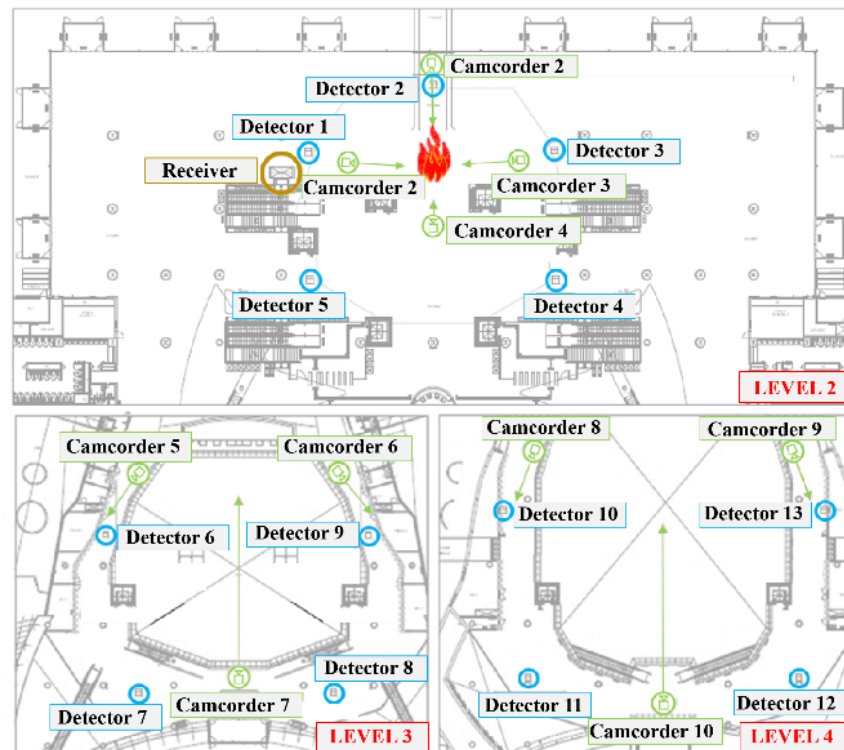 Camcorder 2
Detector 2
Detector 1
Detector 3
Receiver
Camcorder 2
Camcorder 3
Camcorder 4
Detector 5
Detector 4
LEVEL 2
Camcorder 5
Camcorder 6
Detector 6
Detector 9
Detector 8
Detector 7
Camcorder 7
LEVEL 3
Camcorder 8
Camcorder 9
Detector 10
Detector 13
Detector 11
Detector 12
Camcorder 10
LEVEL 4